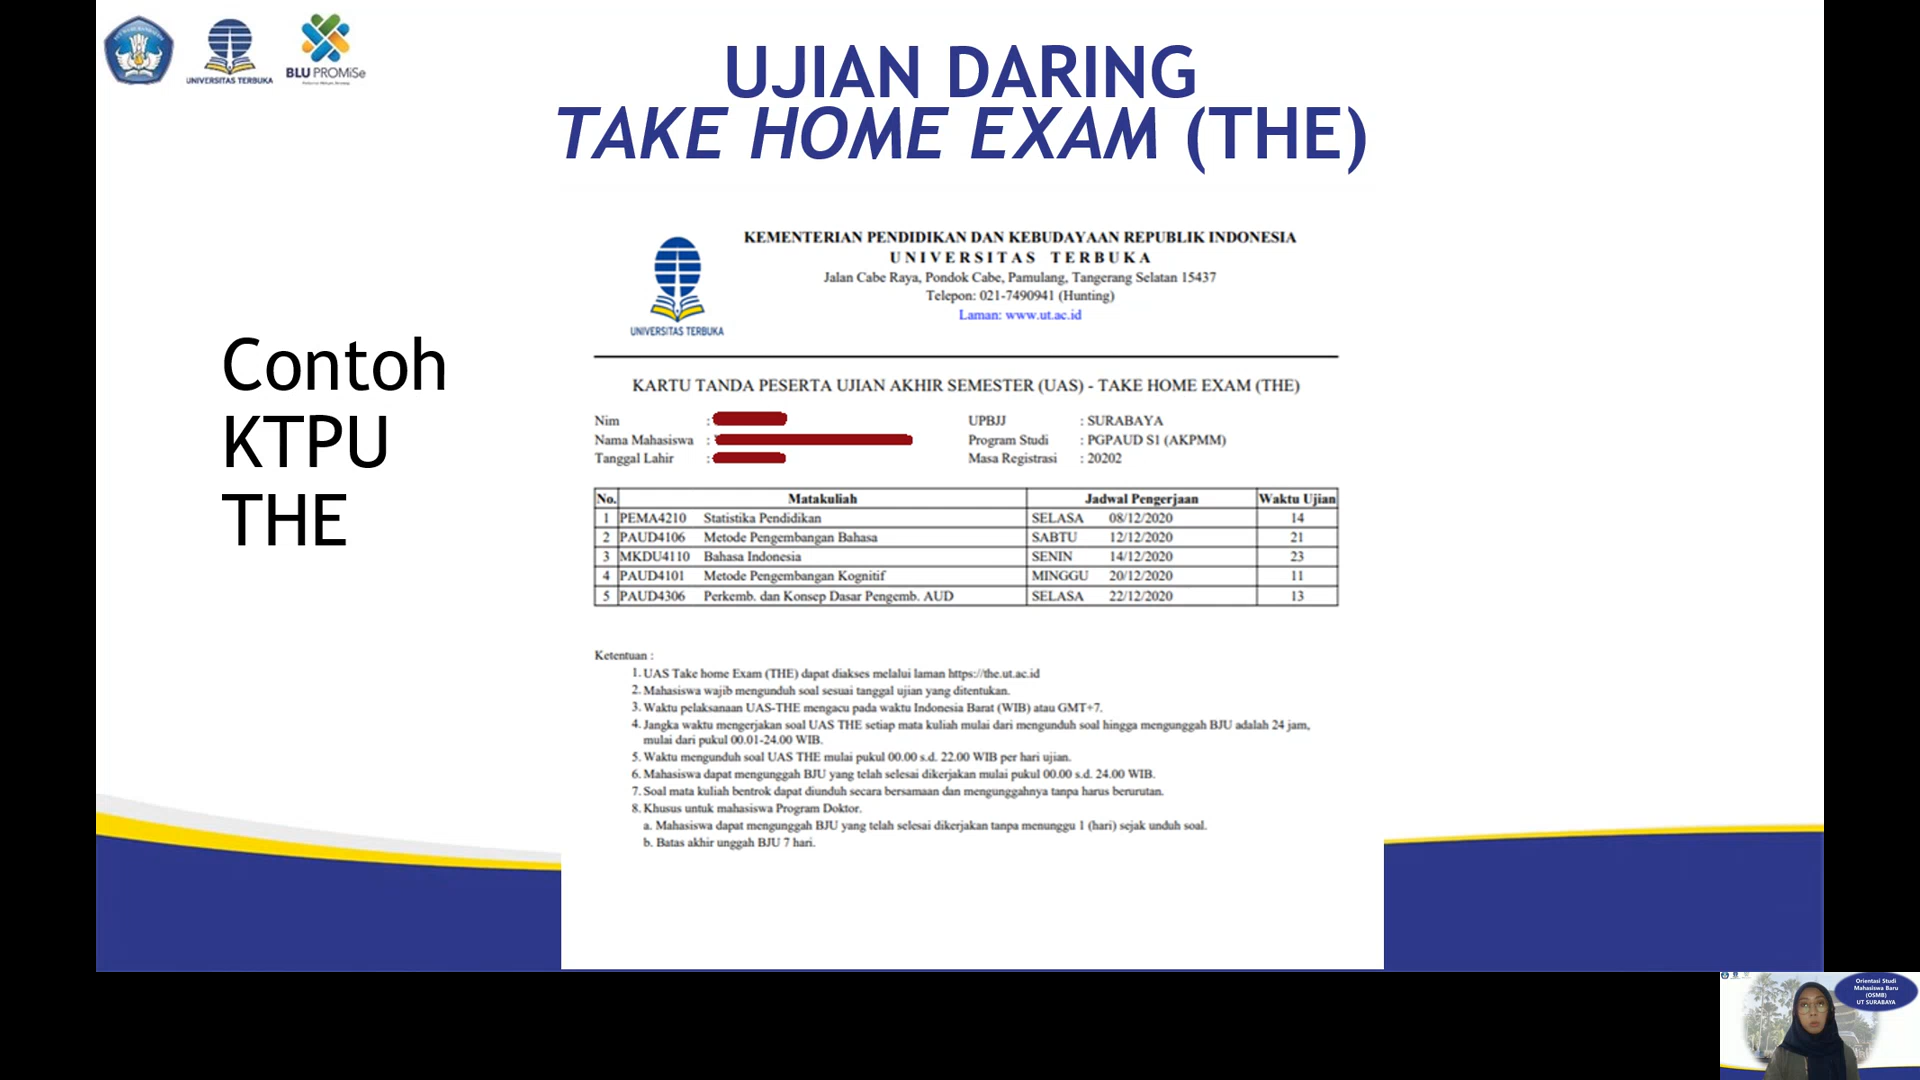 UNIVERSITAS TERBUKA
BLU PROMiSe
UJIAN DARING
TAKE HOME EXAM (THE)
Contoh
KTPU
THE
UNIVERSITAS TERBUKA
KEMENTERIAN PENDIDIKAN DAN KEBUDAYAAN REPUBLIK INDONESIA
UNIVERSITAS TERBUKA
Jalan Cabe Raya, Pondok Cabe, Pamulang, Tangerang Selatan 15437
Telepon: 021-7490941 (Hunting)
Laman: www.ut.ac.id
KARTU TANDA PESERTA UJIAN AKHIR SEMESTER (UAS) - TAKE HOME EXAM (THE)
Nim : UPBJJ : SURABAYA
Nama Mahasiswa : Program Studi : PGPAUD S1 (AKPMM)
Tanggal Lahir : Masa Registrasi : 20202
No. Matakuliah Jadwal Pengerjaan Waktu Ujian
1 PEMA4210 Statistika Pendidikan SELASA 08/12/2020 14
2 PAUD4106 Metode Pengembangan Bahasa SABTU 12/12/2020 21
3 MKDU4110 Bahasa Indonesia SENIN 14/12/2020 23
4 PAUD4101 Metode Pengembangan Kognitif MINGGU 20/12/2020 11
5 PAUD4306 Perkemb. dan Konsep Dasar Pengemb. AUD SELASA 22/12/2020 13
Ketentuan :
1. UAS Take home Exam (THE) dapat diakses melalui laman https://the.ut.ac.id
2. Mahasiswa wajib mengunduh soal sesuai tanggal ujian yang ditentukan.
3. Waktu pelaksanaan UAS-THE mengacu pada waktu Indonesia Barat (WIB) atau GMT+7.
4. Jangka waktu mengerjakan soal UAS THE setiap mata kuliah mulai dari mengunduh soal hingga mengunggah BJU adalah 24 jam,
mulai dari pukul 00.01-24.00 WIB.
5. Waktu mengunduh soal UAS THE mulai pukul 00.00 s.d. 22.00 WIB per hari ujian.
6. Mahasiswa dapat mengunggah BJU yang telah selesai dikerjakan mulai pukul 00.00 s.d. 24.00 WIB.
7. Soal mata kuliah bentrok dapat diunduh secara bersamaan dan mengunggahnya tanpa harus berurutan.
8. Khusus untuk mahasiswa Program Doktor.
a. Mahasiswa dapat mengunggah BJU yang telah selesai dikerjakan tanpa menunggu 1 (hari) sejak unduh soal.
b. Batas akhir unggah BJU 7 hari.
Orientasi Studi
Mahasiswa Baru
(OSMB)
UT SURABAYA